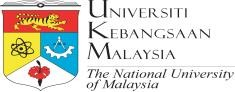 UNIVERSITI
KEBANGSAAN
MALAYSIA
The National University
of Malaysia